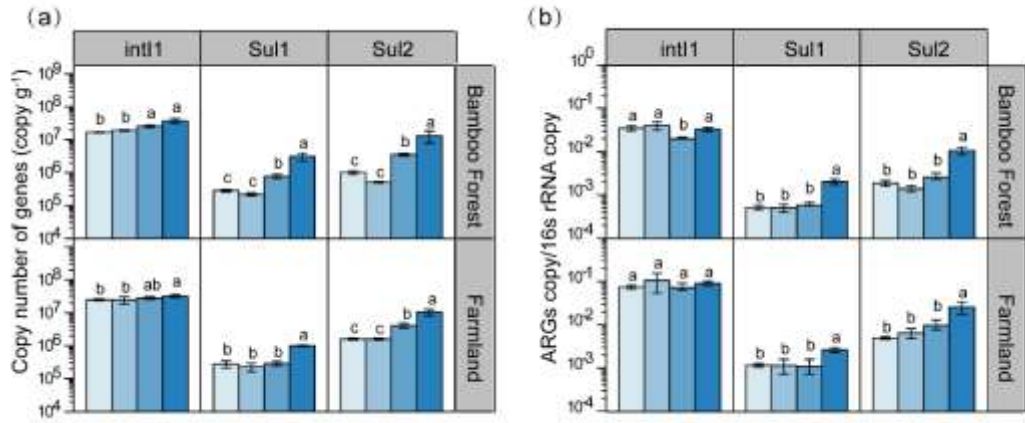 (a)
intI1 Sul1 Sul2
Copy number of genes (copy g⁻¹)
10⁹
10⁸
10⁷
10⁶
10⁵
10⁴
b b a a
c c b a
c c b a
Bamboo Forest
10⁸
10⁷
10⁶
10⁵
10⁴
b b ab a
b b b a
c c b a
Farmland
(b)
intI1 Sul1 Sul2
ARGs copy/16s rRNA copy
10⁰
10⁻¹
10⁻²
10⁻³
10⁻⁴
a a b a
b b b a
b b b a
Bamboo Forest
10⁻¹
10⁻²
10⁻³
10⁻⁴
a a a a
b b b a
b b b a
Farmland